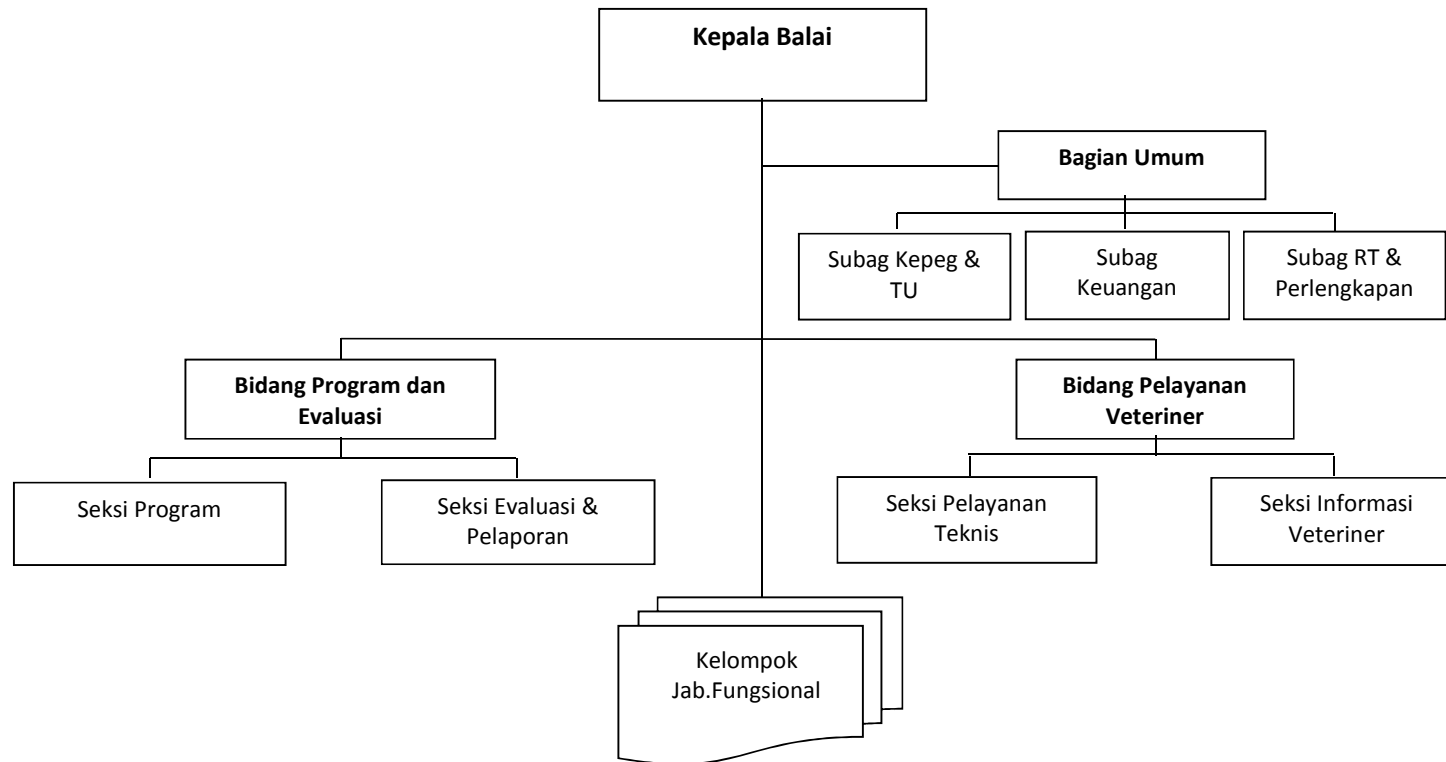 Kepala Balai
Bagian Umum
Subag Kepeg &
TU
Subag
Keuangan
Subag RT &
Perlengkapan
Bidang Program dan
Evaluasi
Bidang Pelayanan
Veteriner
Seksi Program
Seksi Evaluasi &
Pelaporan
Seksi Pelayanan
Teknis
Seksi Informasi
Veteriner
Kelompok
Jab.Fungsional